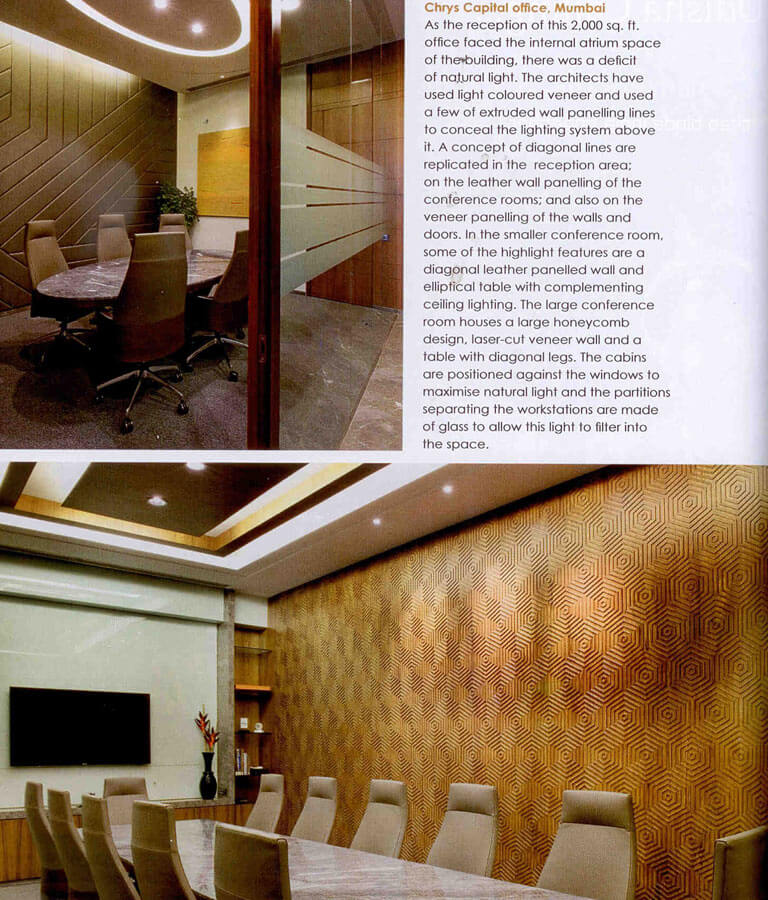 Chrys Capital office, Mumbai
As the reception of this 2,000 sq. ft.
office faced the internal atrium space
of the building, there was a deficit
of natural light. The architects have
used light coloured veneer and used
a few of extruded wall panelling lines
to conceal the lighting system above
it. A concept of diagonal lines are
replicated in the reception area;
on the leather wall panelling of the
conference rooms; and also on the
veneer panelling of the walls and
doors. In the smaller conference room,
some of the highlight features are a
diagonal leather panelled wall and
elliptical table with complementing
ceiling lighting. The large conference
room houses a large honeycomb
design, laser-cut veneer wall and a
table with diagonal legs. The cabins
are positioned against the windows to
maximise natural light and the partitions
separating the workstations are made
of glass to allow this light to filter into
the space.